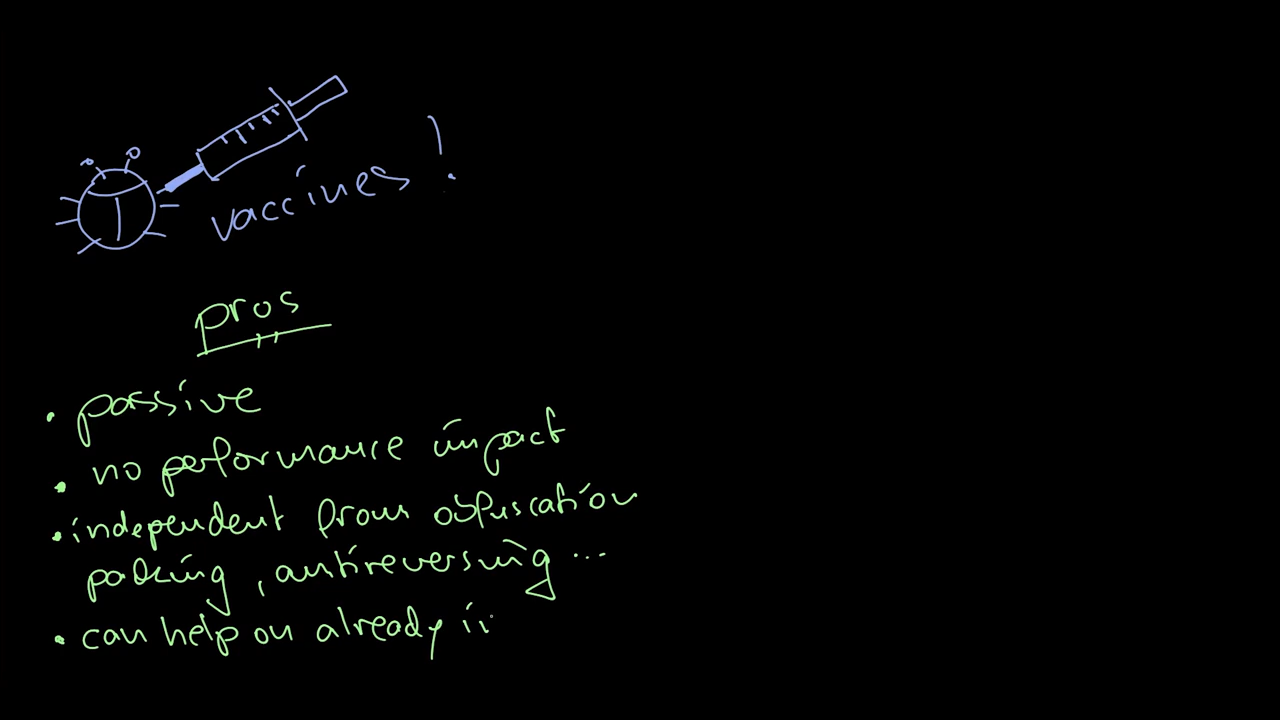 vaccines!
pros
• passive
• no performance impact
• independent from obfuscation
packing, antireversing ...
• can help on already i